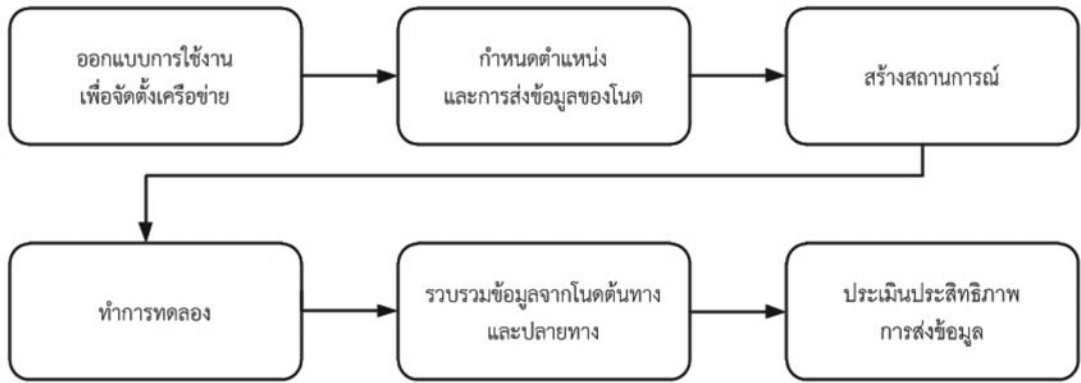 ออกแบบการใช้งาน
เพื่อจัดตั้งเครือข่าย
กำหนดตำแหน่ง
และการส่งข้อมูลของโนด
สร้างสถานการณ์
ทำการทดลอง
รวบรวมข้อมูลจากโนดต้นทาง
และปลายทาง
ประเมินประสิทธิภาพ
การส่งข้อมูล